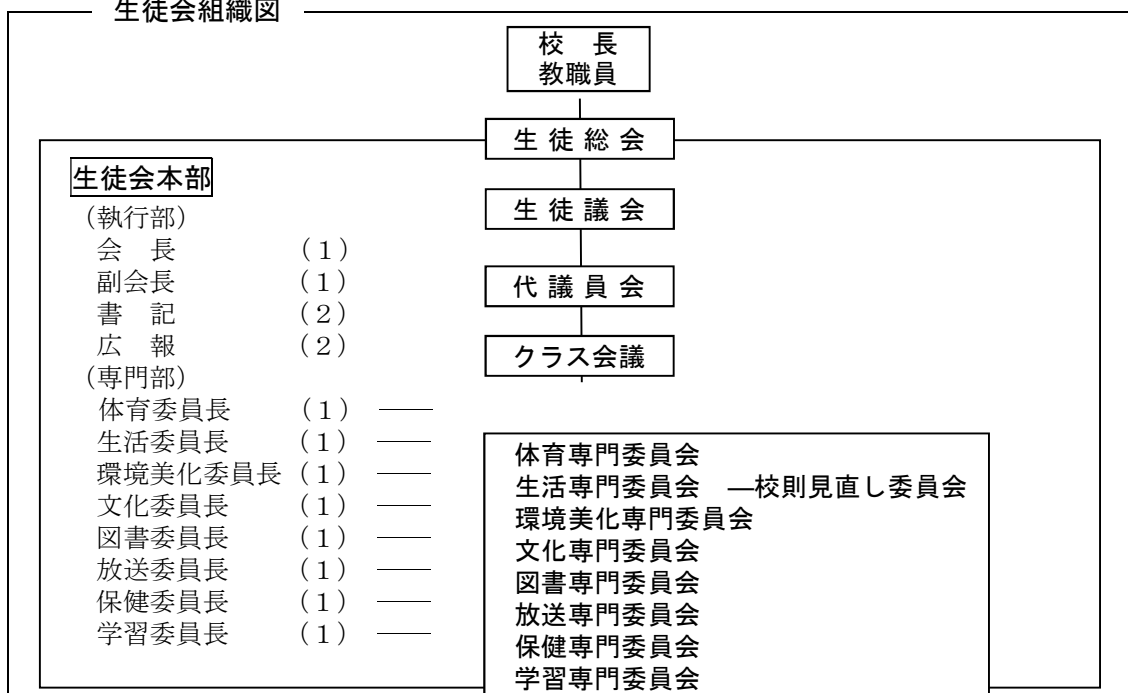 生徒会組織図
校　長
教職員
生 徒 総 会
生徒会本部
（執行部）
会　長　（１）
副会長　（１）
書　記　（２）
広　報　（２）
（専門部）
体育委員長　（１）
生活委員長　（１）
環境美化委員長（１）
文化委員長　（１）
図書委員長　（１）
放送委員長　（１）
保健委員長　（１）
学習委員長　（１）
生 徒 議 会
代 議 員 会
クラス会議
体育専門委員会
生活専門委員会　―校則見直し委員会
環境美化専門委員会
文化専門委員会
図書専門委員会
放送専門委員会
保健専門委員会
学習専門委員会